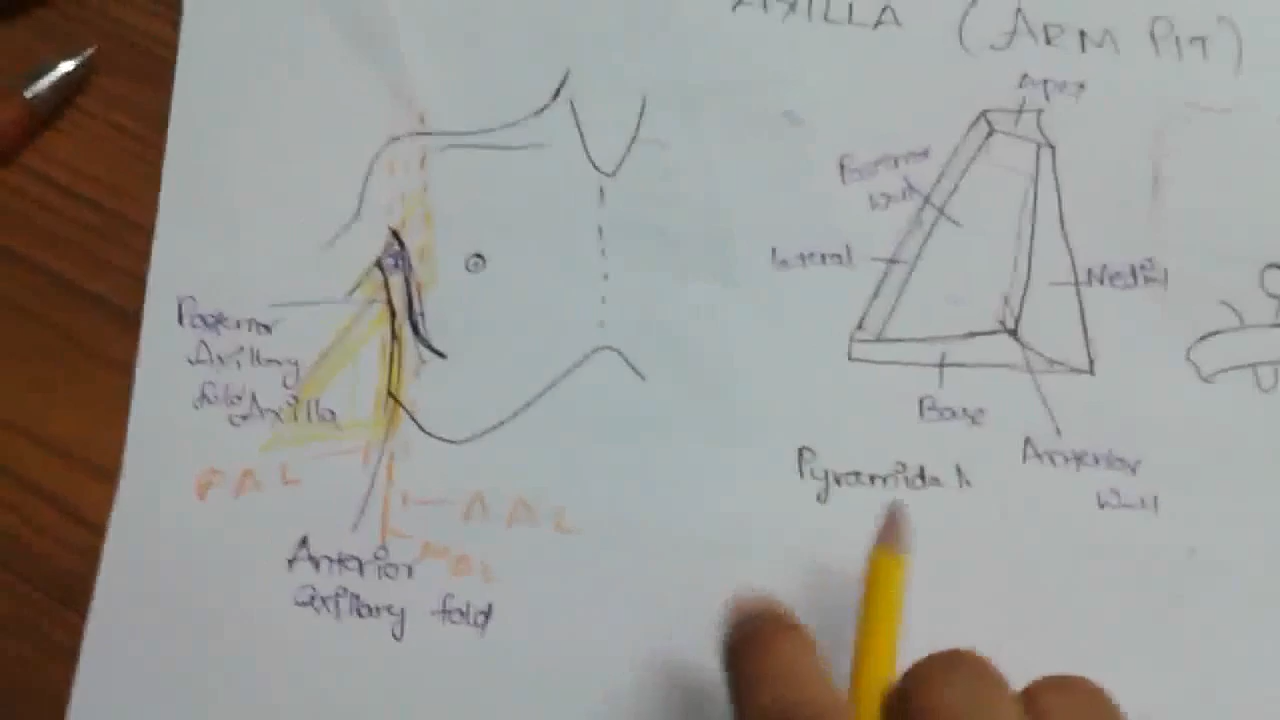 AXILLA (ARM PIT)
Apex
Posterior
wall
lateral
Medial
Base
Anterior
wall
Pyramidal
Posterior
Axillary
fold
Axilla
PAL
AAL
MAL
Anterior
axillary fold